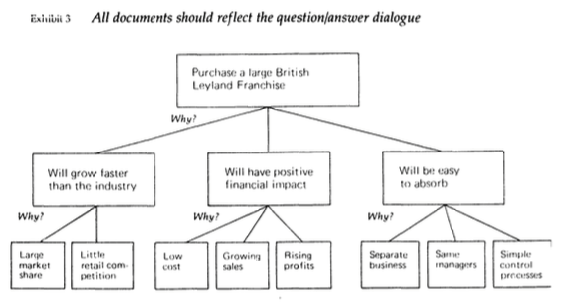 Exhibit 3 All documents should reflect the question/answer dialogue
Purchase a large British
Leyland Franchise
Why?
Will grow faster
than the industry
Will have positive
financial impact
Will be easy
to absorb
Why?
Why?
Why?
Large
market
share
Little
retail com-
petition
Low
cost
Growing
sales
Rising
profits
Separate
business
Same
managers
Simple
control
processes